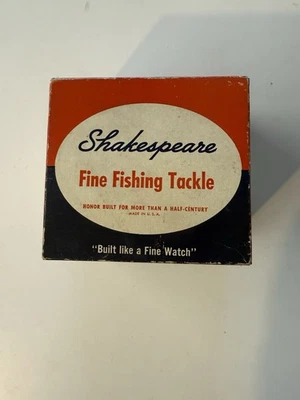 Shakespeare
Fine Fishing Tackle
HONOR BUILT FOR MORE THAN A HALF-CENTURY
MADE IN U.S.A.
"Built like a Fine Watch"